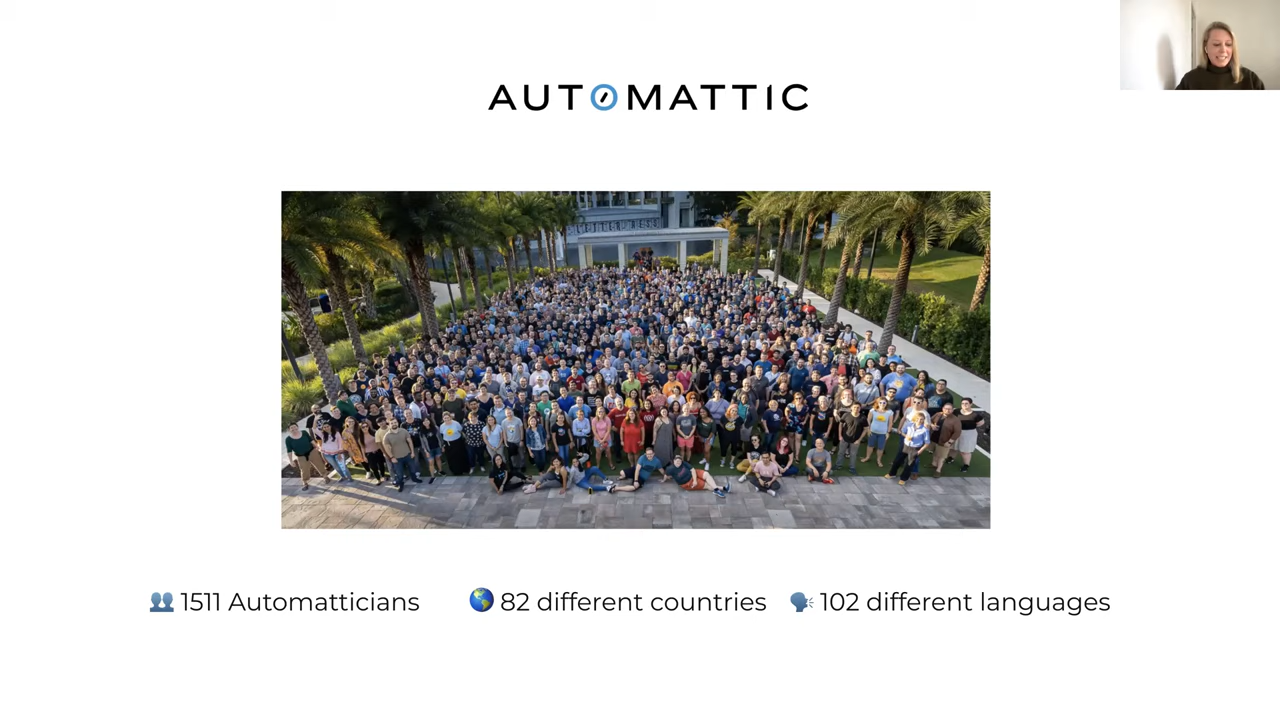 AUTOMATTIC
1511 Automatticians
82 different countries
102 different languages